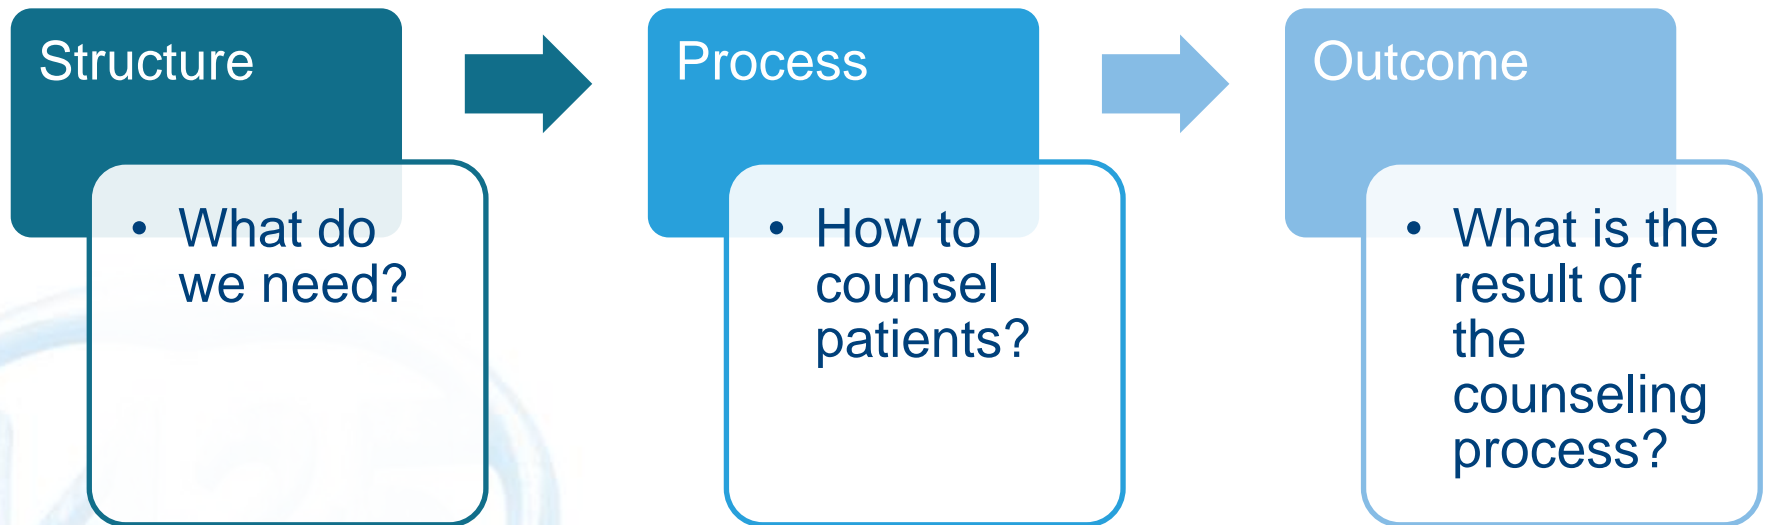 Structure
• What do
we need?
Process
• How to
counsel
patients?
Outcome
• What is the
result of
the
counseling
process?